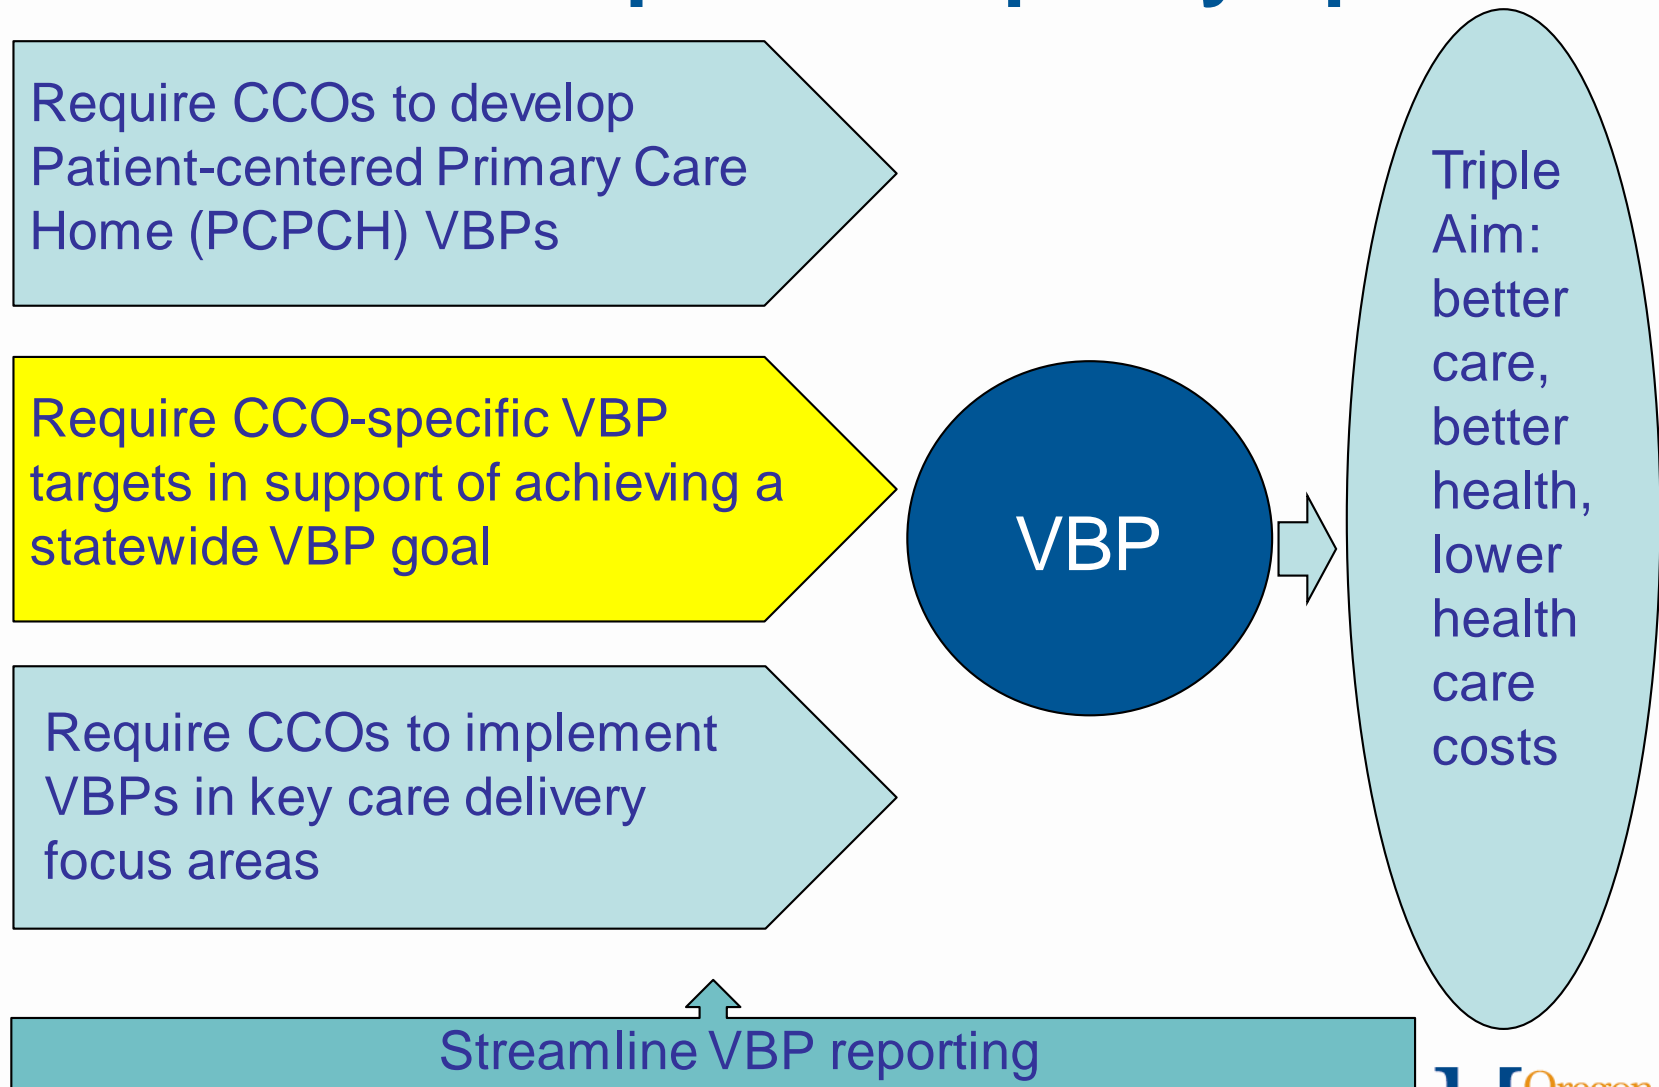 Require CCOs to develop
Patient-centered Primary Care
Home (PCPCH) VBPs
Require CCO-specific VBP
targets in support of achieving a
statewide VBP goal
Require CCOs to implement
VBPs in key care delivery
focus areas
VBP
Triple
Aim:
better
care,
better
health,
lower
health
care
costs
Streamline VBP reporting
Oregon